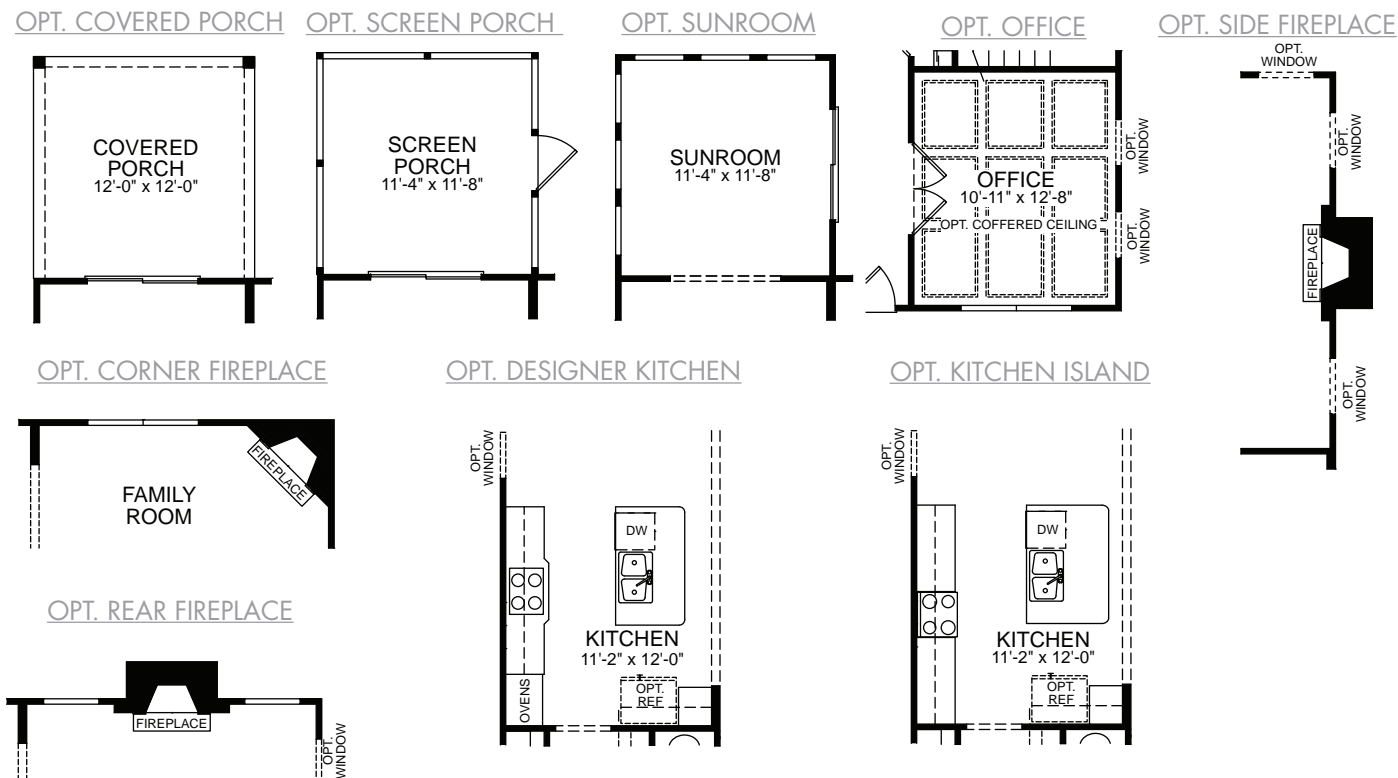 OPT. COVERED PORCH
COVERED
PORCH
12'-0" x 12'-0"
OPT. SCREEN PORCH
SCREEN
PORCH
11'-4" x 11'-8"
OPT. SUNROOM
SUNROOM
11'-4" x 11'-8"
OPT. OFFICE
OFFICE
10'-11" x 12'-8"
OPT. COFFERED CEILING
OPT.
WINDOW
OPT.
WINDOW
OPT. SIDE FIREPLACE
OPT.
WINDOW
OPT.
WINDOW
FIREPLACE
OPT.
WINDOW
OPT. CORNER FIREPLACE
FIREPLACE
FAMILY
ROOM
OPT. DESIGNER KITCHEN
OPT.
WINDOW
DW
KITCHEN
11'-2" x 12'-0"
OVENS
OPT.
REF
OPT. KITCHEN ISLAND
OPT.
WINDOW
DW
KITCHEN
11'-2" x 12'-0"
OPT.
REF
OPT. REAR FIREPLACE
FIREPLACE
OPT.
WINDOW